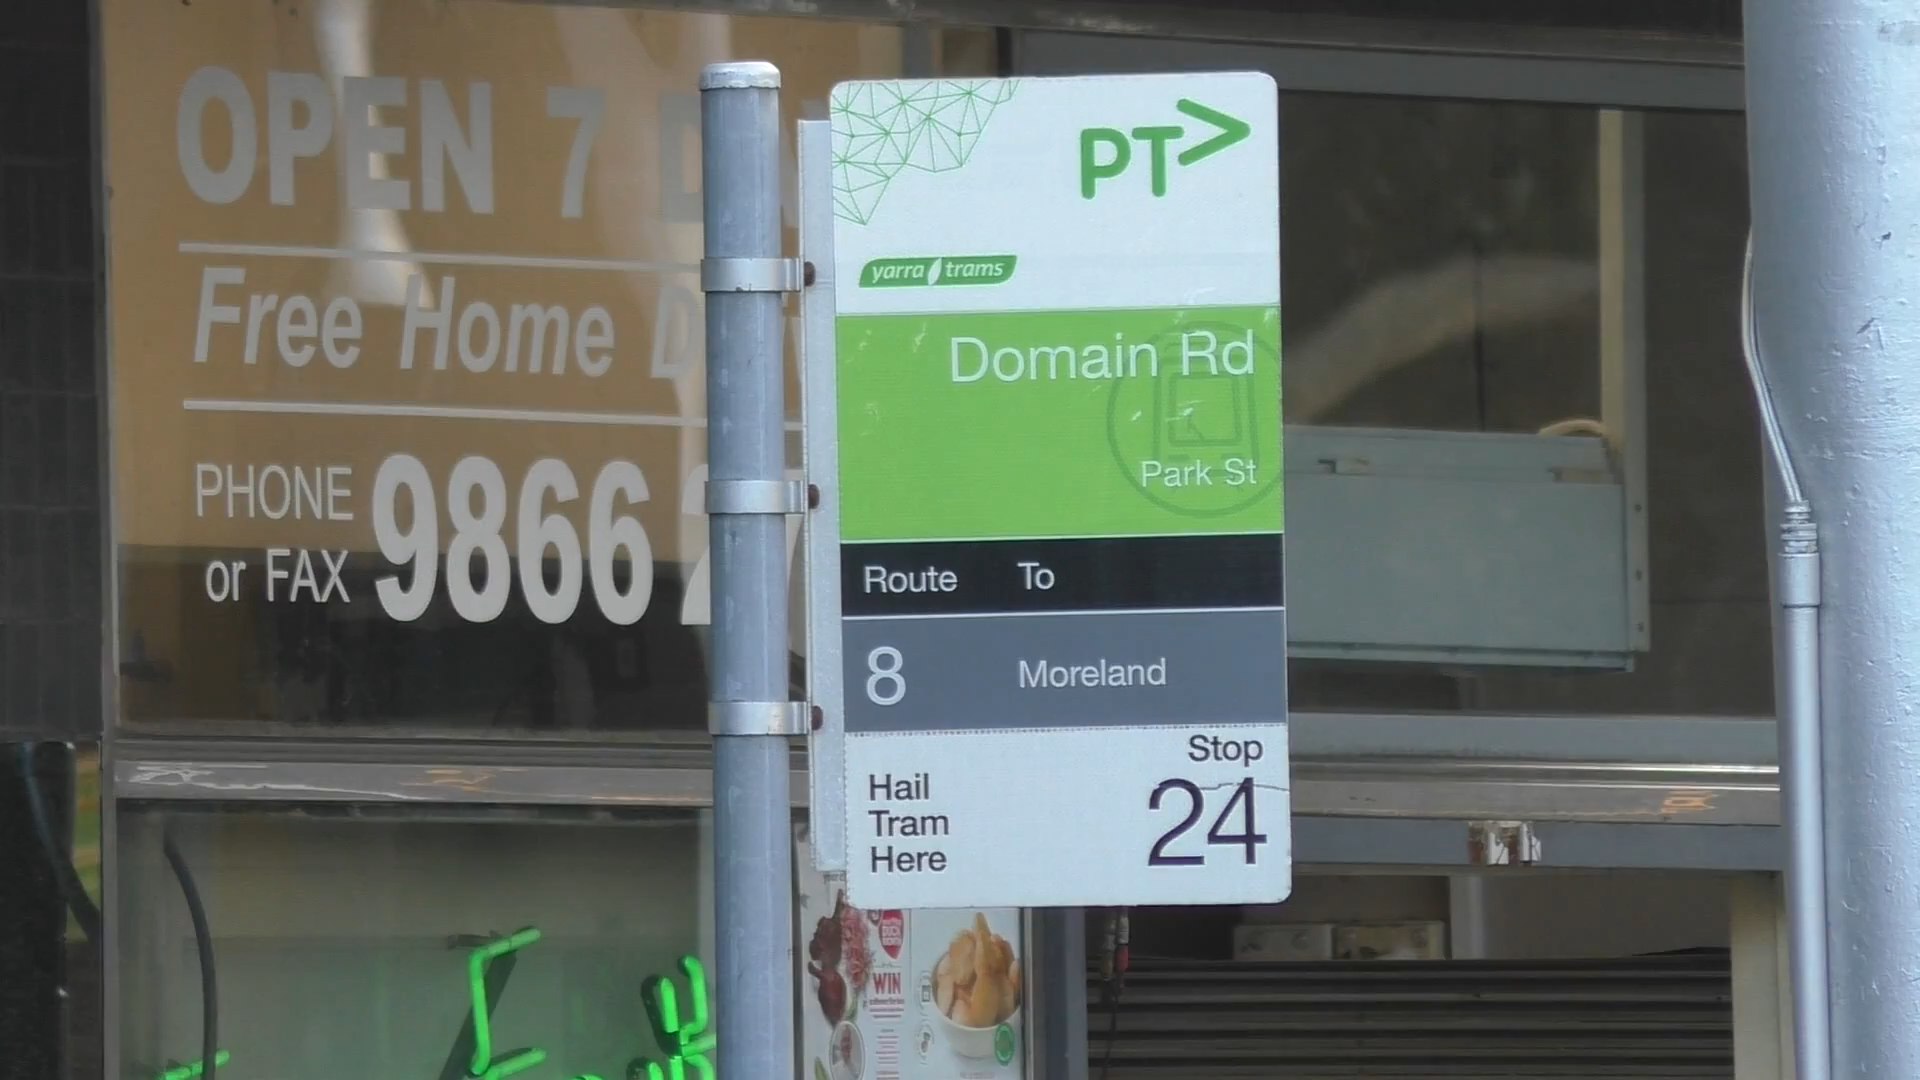 OPEN 7
Free Home
PHONE
or FAX
9866
PT>
yarra trams
Domain Rd
Park St
Route To
8 Moreland
Stop
24
Hail
Tram
Here
WIN